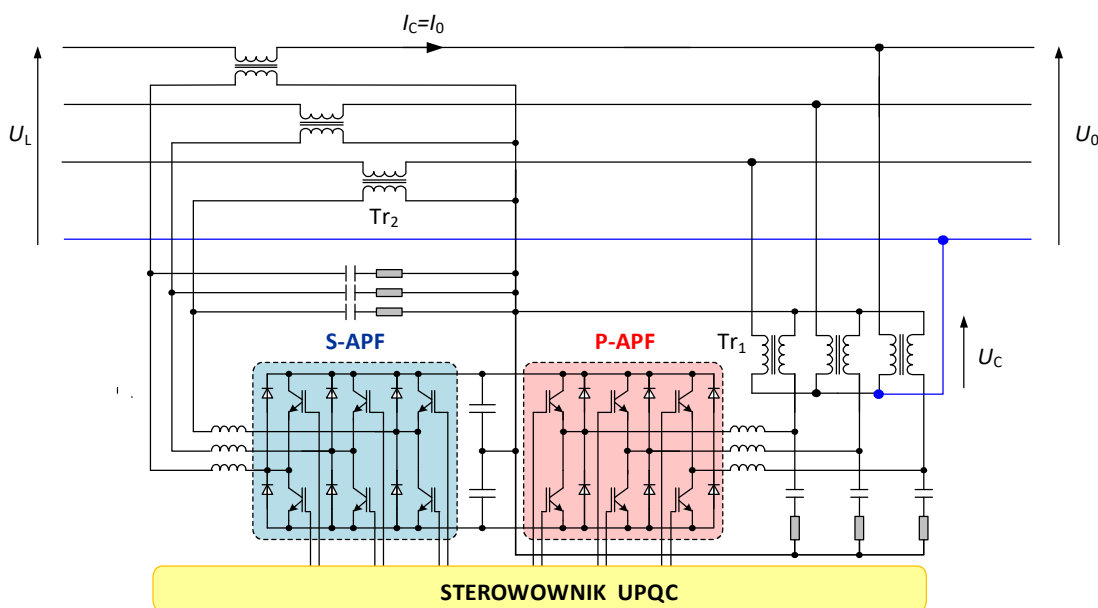 I_C=I_0
U_L
U_0
Tr_2
S-APF
P-APF
Tr_1
U_C
STEROWOWNIK UPQC